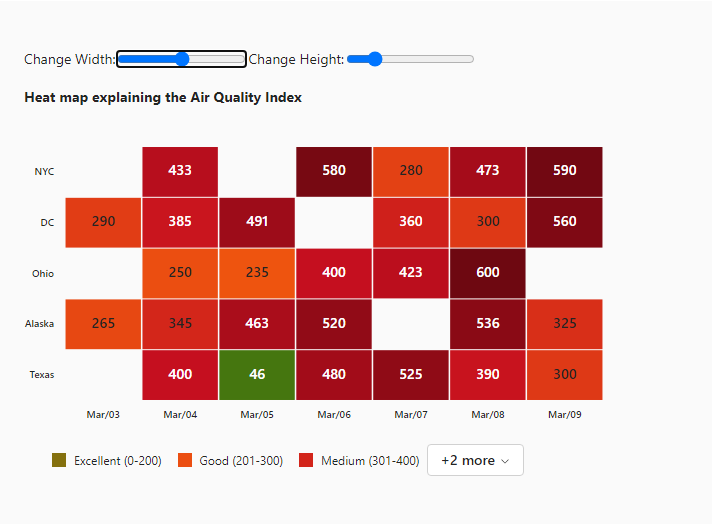 Change Width: Change Height:
Heat map explaining the Air Quality Index
NYC 433 580 280 473 590
DC 290 385 491 360 300 560
Ohio 250 235 400 423 600
Alaska 265 345 463 520 536 325
Texas 400 46 480 525 390 300
Mar/03 Mar/04 Mar/05 Mar/06 Mar/07 Mar/08 Mar/09
Excellent (0-200) Good (201-300) Medium (301-400) +2 more